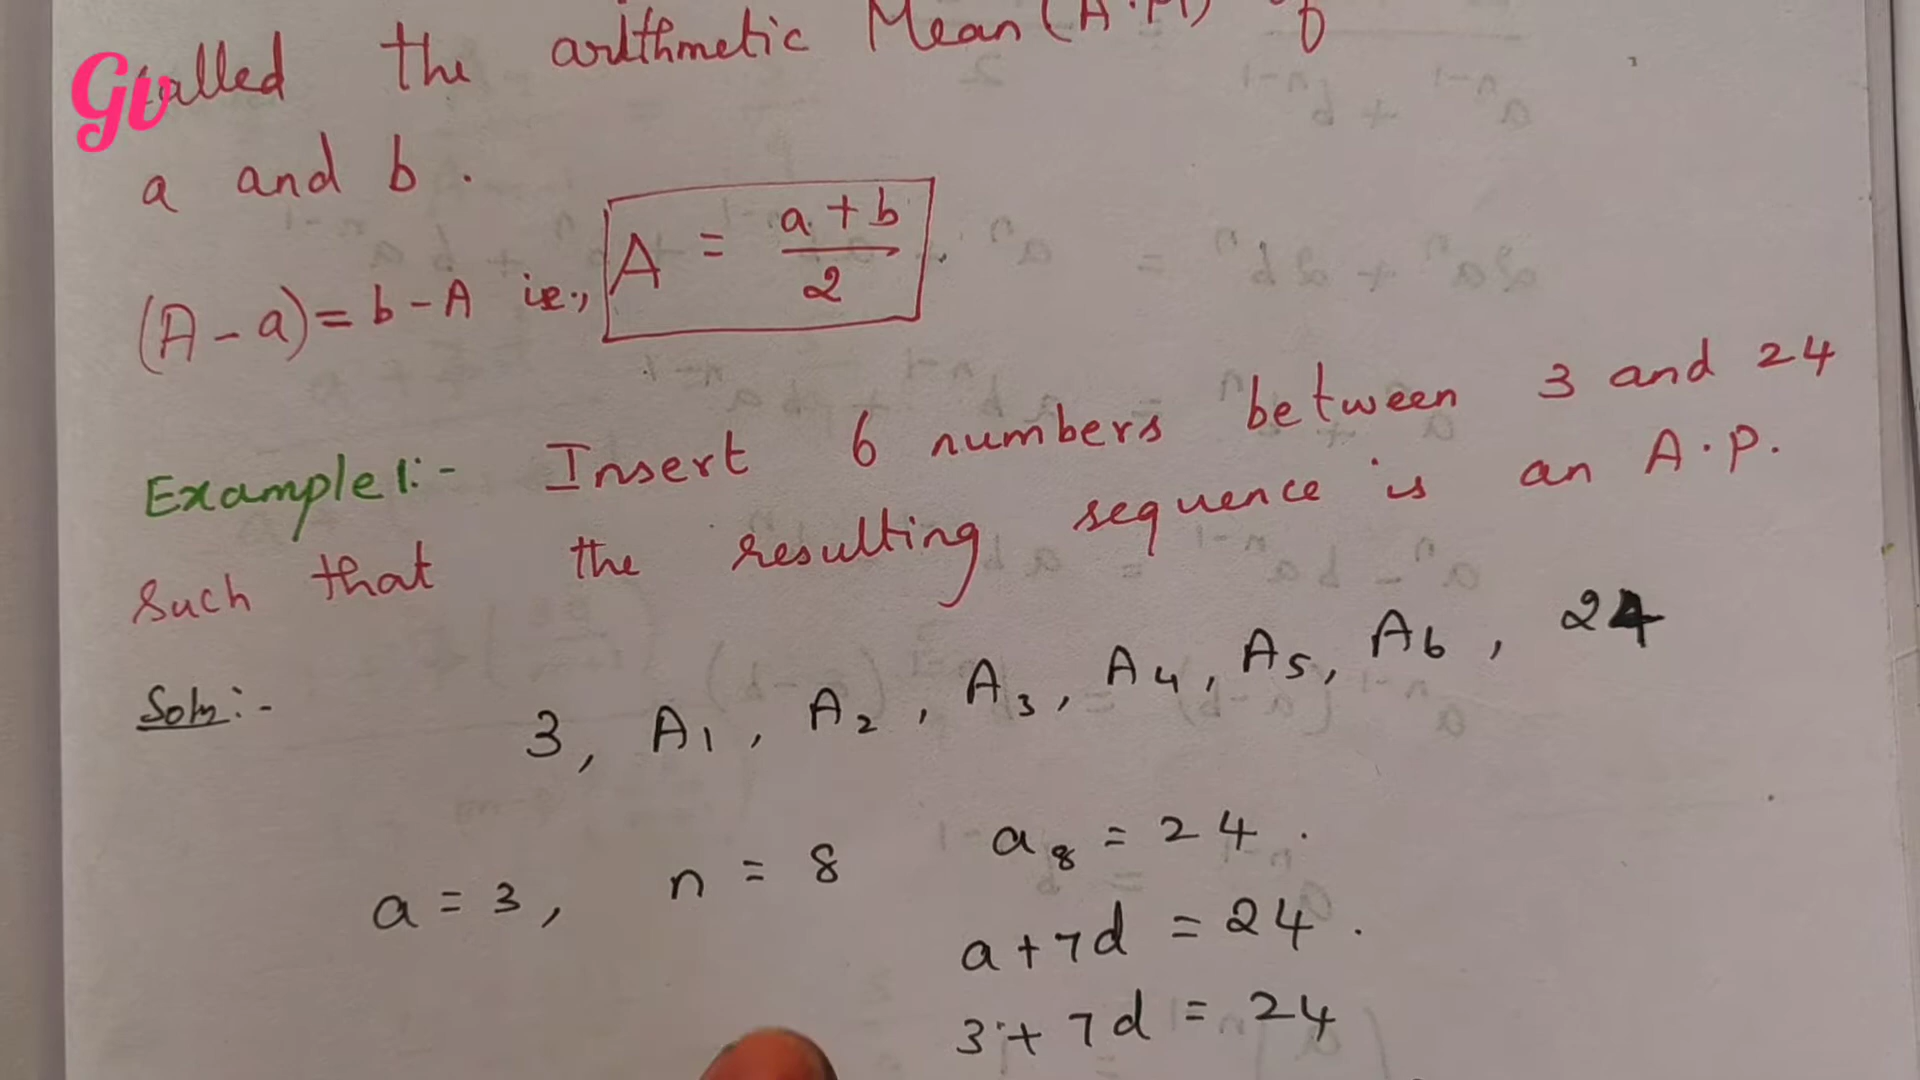 Gv
called the arithmetic Mean (A.M) of
a and b.
(A-a) = b-A ie., A = a+b/2.
Example 1:- Insert 6 numbers between 3 and 24
such that the resulting sequence is an A.P.
Soln:- 3, A1, A2, A3, A4, A5, A6, 24
a = 3, n = 8 a8 = 24.
a+7d = 24.
3+7d = 24